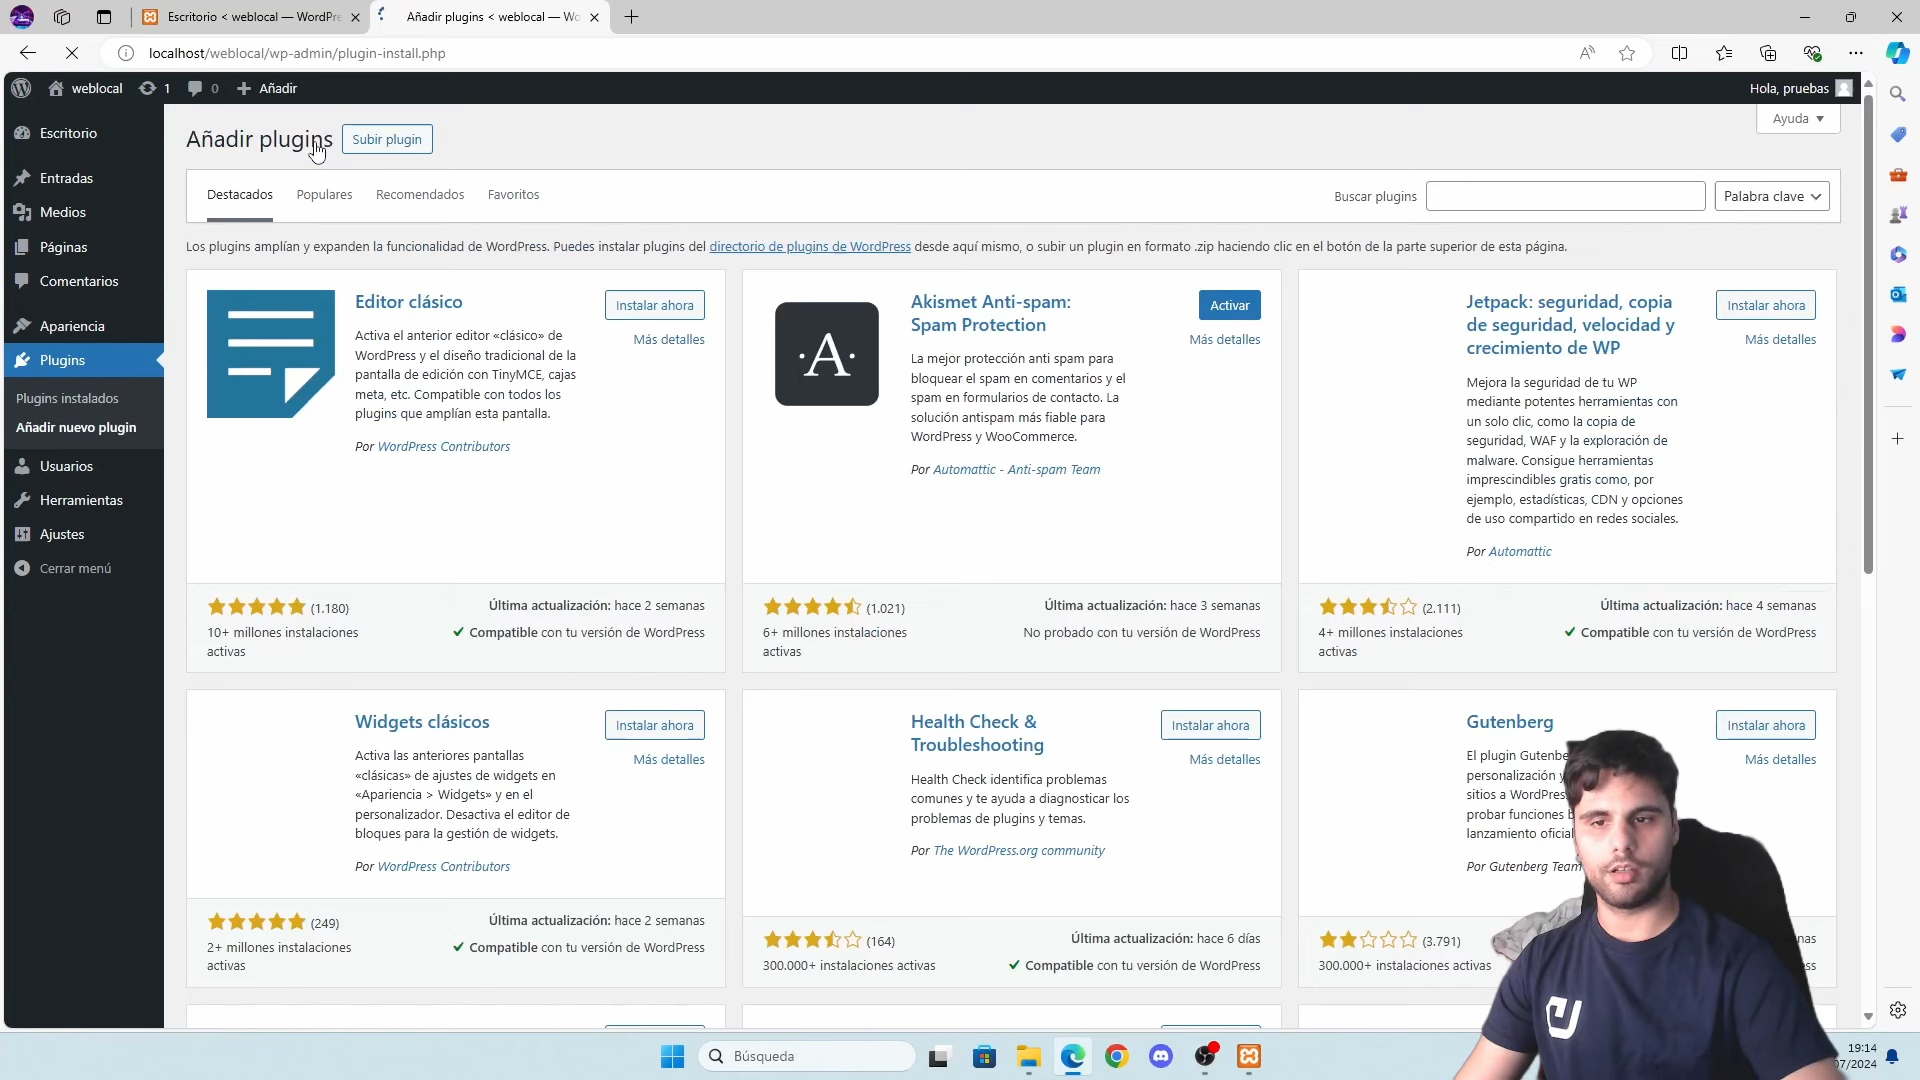 Escritorio < weblocal — WordPre
Añadir plugins < weblocal — Wo
localhost/weblocal/wp-admin/plugin-install.php
weblocal
1
0
Añadir
Hola, pruebas
Escritorio
Entradas
Medios
Páginas
Comentarios
Apariencia
Plugins
Plugins instalados
Añadir nuevo plugin
Usuarios
Herramientas
Ajustes
Cerrar menú
Añadir plugins
Subir plugin
Ayuda
Destacados
Populares
Recomendados
Favoritos
Buscar plugins
Palabra clave
Los plugins amplían y expanden la funcionalidad de WordPress. Puedes instalar plugins del directorio de plugins de WordPress desde aquí mismo, o subir un plugin en formato .zip haciendo clic en el botón de la parte superior de esta página.
Editor clásico
Instalar ahora
Más detalles
Activa el anterior editor «clásico» de
WordPress y el diseño tradicional de la
pantalla de edición con TinyMCE, cajas
meta, etc. Compatible con todos los
plugins que amplían esta pantalla.
Por WordPress Contributors
(1.180)
10+ millones instalaciones
activas
Última actualización: hace 2 semanas
Compatible con tu versión de WordPress
·A·
Akismet Anti-spam:
Spam Protection
Activar
Más detalles
La mejor protección anti spam para
bloquear el spam en comentarios y el
spam en formularios de contacto. La
solución antispam más fiable para
WordPress y WooCommerce.
Por Automattic - Anti-spam Team
(1.021)
6+ millones instalaciones
activas
Última actualización: hace 3 semanas
No probado con tu versión de WordPress
Jetpack: seguridad, copia
de seguridad, velocidad y
crecimiento de WP
Instalar ahora
Más detalles
Mejora la seguridad de tu WP
mediante potentes herramientas con
un solo clic, como la copia de
seguridad, WAF y la exploración de
malware. Consigue herramientas
imprescindibles gratis como, por
ejemplo, estadísticas, CDN y opciones
de uso compartido en redes sociales.
Por Automattic
(2.111)
4+ millones instalaciones
activas
Última actualización: hace 4 semanas
Compatible con tu versión de WordPress
Widgets clásicos
Instalar ahora
Más detalles
Activa las anteriores pantallas
«clásicas» de ajustes de widgets en
«Apariencia > Widgets» y en el
personalizador. Desactiva el editor de
bloques para la gestión de widgets.
Por WordPress Contributors
(249)
2+ millones instalaciones
activas
Última actualización: hace 2 semanas
Compatible con tu versión de WordPress
Health Check &
Troubleshooting
Instalar ahora
Más detalles
Health Check identifica problemas
comunes y te ayuda a diagnosticar los
problemas de plugins y temas.
Por The WordPress.org community
(164)
300.000+ instalaciones activas
Última actualización: hace 6 días
Compatible con tu versión de WordPress
Gutenberg
Instalar ahora
Más detalles
El plugin Gutenbe
personalización y
sitios a WordPres
probar funciones b
lanzamiento oficia
Por Gutenberg Team
(3.791)
300.000+ instalaciones activas
nas
ess
Búsqueda
19:14
07/2024